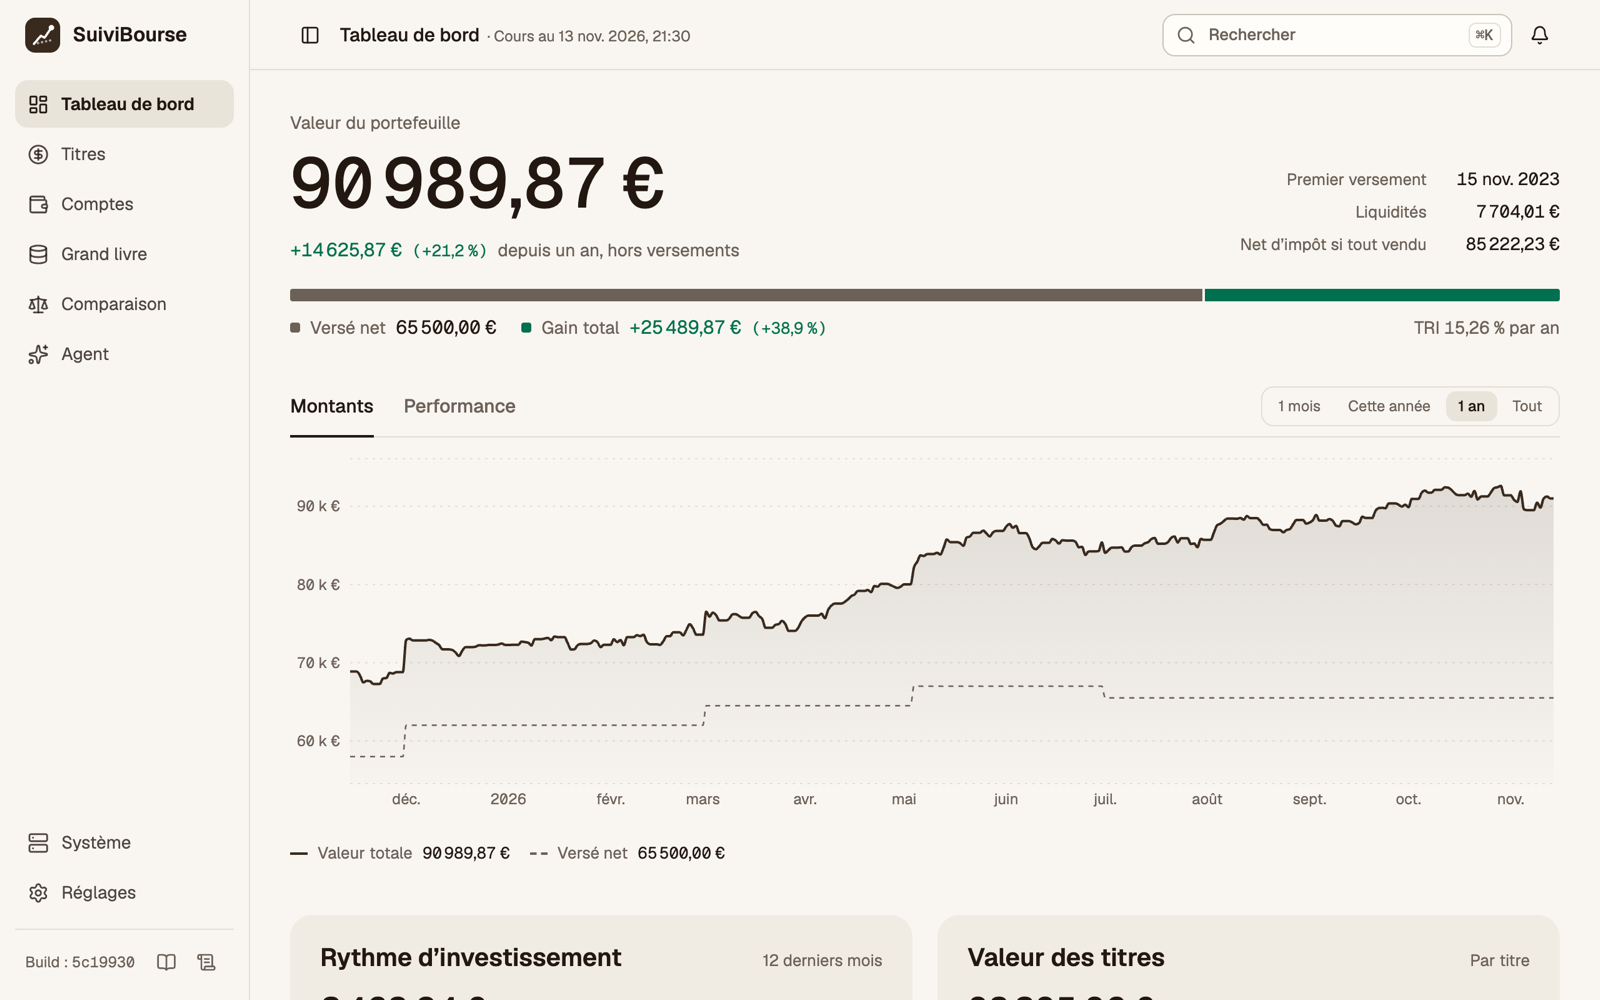 SuiviBourse
Tableau de bord
Titres
Comptes
Grand livre
Comparaison
Agent
Système
Réglages
Build : 5c19930
Tableau de bord · Cours au 13 nov. 2026, 21:30
Rechercher ⌘K
Valeur du portefeuille
90 989,87 €
+14 625,87 € (+21,2 %) depuis un an, hors versements
Premier versement 15 nov. 2023
Liquidités 7 704,01 €
Net d’impôt si tout vendu 85 222,23 €
Versé net 65 500,00 € Gain total +25 489,87 € (+38,9 %)
TRI 15,26 % par an
Montants Performance
1 mois Cette année 1 an Tout
90 k €
80 k €
70 k €
60 k €
déc. 2026 févr. mars avr. mai juin juil. août sept. oct. nov.
Valeur totale 90 989,87 € Versé net 65 500,00 €
Rythme d’investissement 12 derniers mois
Valeur des titres Par titre